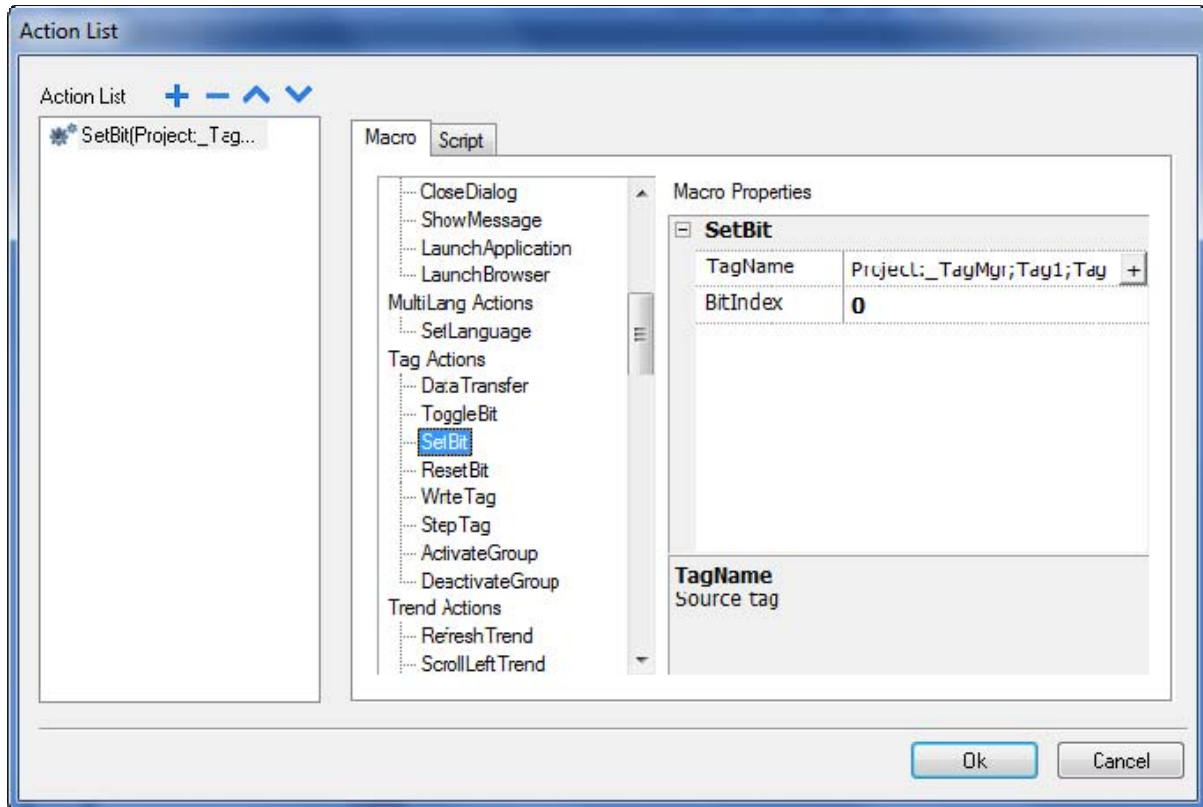 Action List
Action List
SetBit(Project:_Tag...
Macro
Script
CloseDialog
ShowMessage
LaunchApplication
LaunchBrowser
MultiLang Actions
SetLanguage
Tag Actions
DataTransfer
ToggleBit
SetBit
ResetBit
WriteTag
StepTag
ActivateGroup
DeactivateGroup
Trend Actions
RefreshTrend
ScrollLeftTrend
Macro Properties
SetBit
TagName Project:_TagMgr;Tag1;Tag +
BitIndex 0
TagName
Source tag
Ok
Cancel